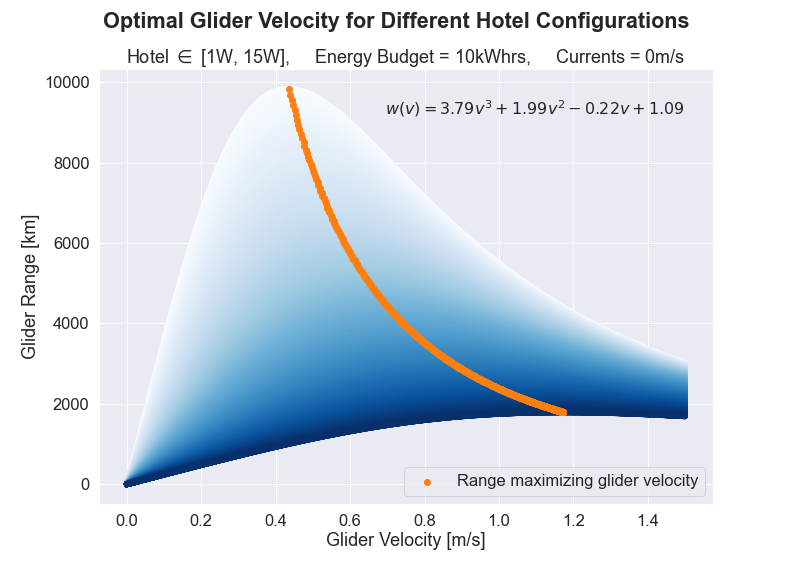 Optimal Glider Velocity for Different Hotel Configurations
Hotel ∈ [1W, 15W], Energy Budget = 10kWhrs, Currents = 0m/s
w(v) = 3.79v³ + 1.99v² − 0.22v + 1.09
Glider Range [km]
10000
8000
6000
4000
2000
0
Range maximizing glider velocity
0.0 0.2 0.4 0.6 0.8 1.0 1.2 1.4
Glider Velocity [m/s]